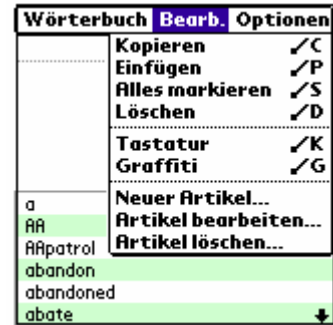 Wörterbuch Bearb. Optionen
Kopieren /C
Einfügen /P
Alles markieren /S
Löschen /D
Tastatur /K
Graffiti /G
Neuer Artikel...
Artikel bearbeiten...
Artikel löschen...
a
AA
AApatrol
abandon
abandoned
abate